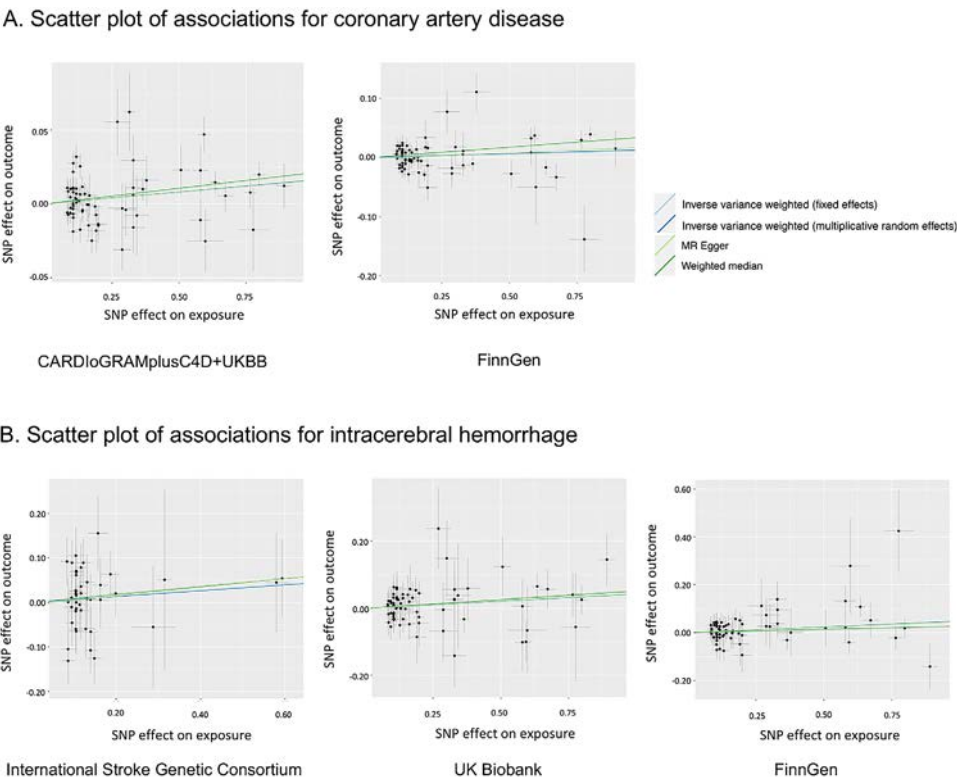 A. Scatter plot of associations for coronary artery disease
SNP effect on outcome
0.05
0.00
-0.05
0.25 0.50 0.75
SNP effect on exposure
CARDIoGRAMplusC4D+UKBB
SNP effect on outcome
0.10
0.00
-0.10
-0.20
0.25 0.50 0.75
SNP effect on exposure
FinnGen
Inverse variance weighted (fixed effects)
Inverse variance weighted (multiplicative random effects)
MR Egger
Weighted median
B. Scatter plot of associations for intracerebral hemorrhage
SNP effect on outcome
0.20
0.10
0.00
-0.10
-0.20
0.20 0.40 0.60
SNP effect on exposure
International Stroke Genetic Consortium
SNP effect on outcome
0.20
0.00
-0.20
0.25 0.50 0.75
SNP effect on exposure
UK Biobank
SNP effect on outcome
0.60
0.40
0.20
0.00
-0.20
0.25 0.50 0.75
SNP effect on exposure
FinnGen